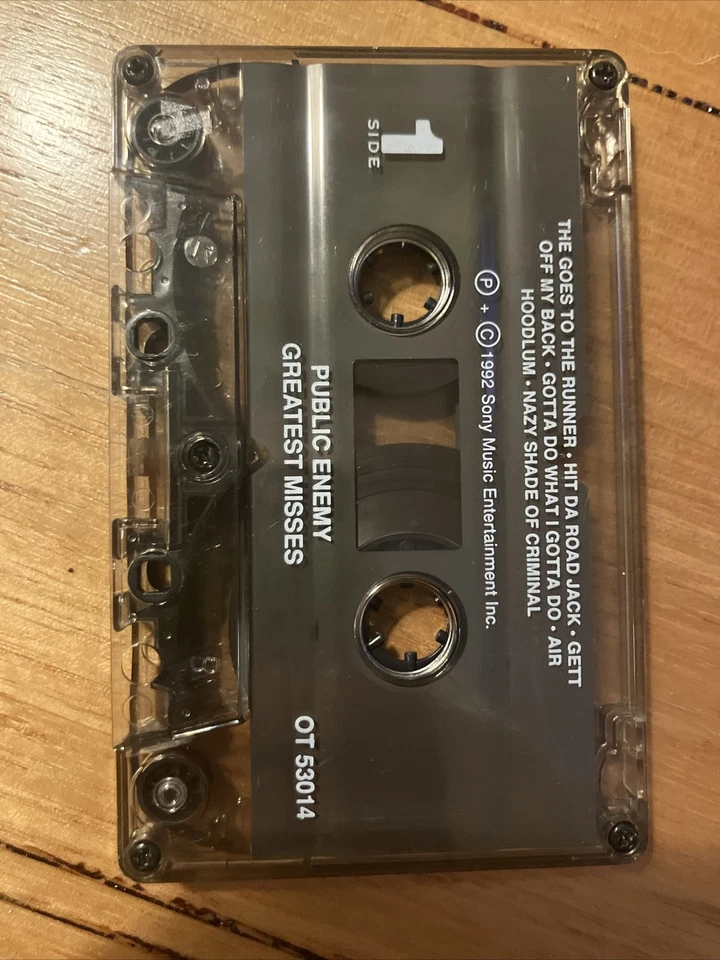 SIDE 1
THE GOES TO THE RUNNER • HIT DA ROAD JACK • GETT
OFF MY BACK • GOTTA DO WHAT I GOTTA DO • AIR
HOODLUM • NAZY SHADE OF CRIMINAL
Ⓟ + Ⓒ 1992 Sony Music Entertainment Inc.
PUBLIC ENEMY
GREATEST MISSES
OT 53014
B